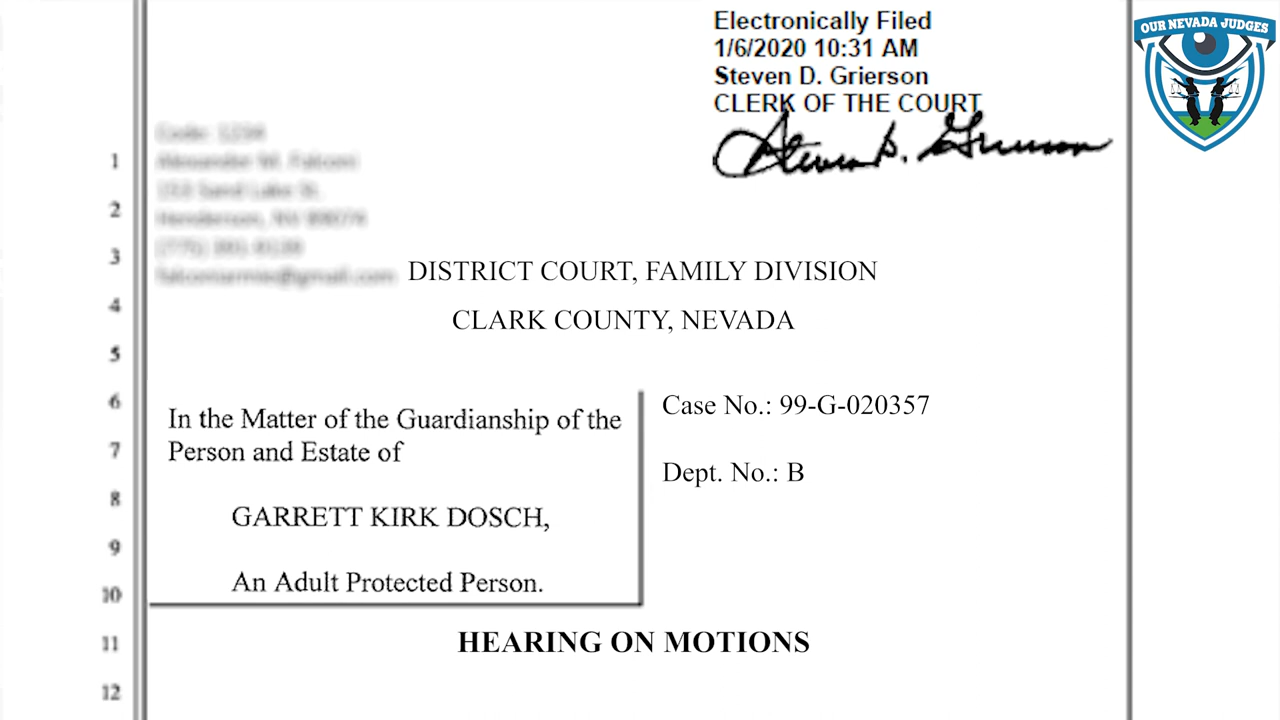 Electronically Filed
1/6/2020 10:31 AM
Steven D. Grierson
CLERK OF THE COURT
Steven D. Grierson
OUR NEVADA JUDGES
1
2
3
4
5
6
7
8
9
10
11
12
DISTRICT COURT, FAMILY DIVISION
CLARK COUNTY, NEVADA
In the Matter of the Guardianship of the
Person and Estate of
GARRETT KIRK DOSCH,
An Adult Protected Person.
Case No.: 99-G-020357
Dept. No.: B
HEARING ON MOTIONS